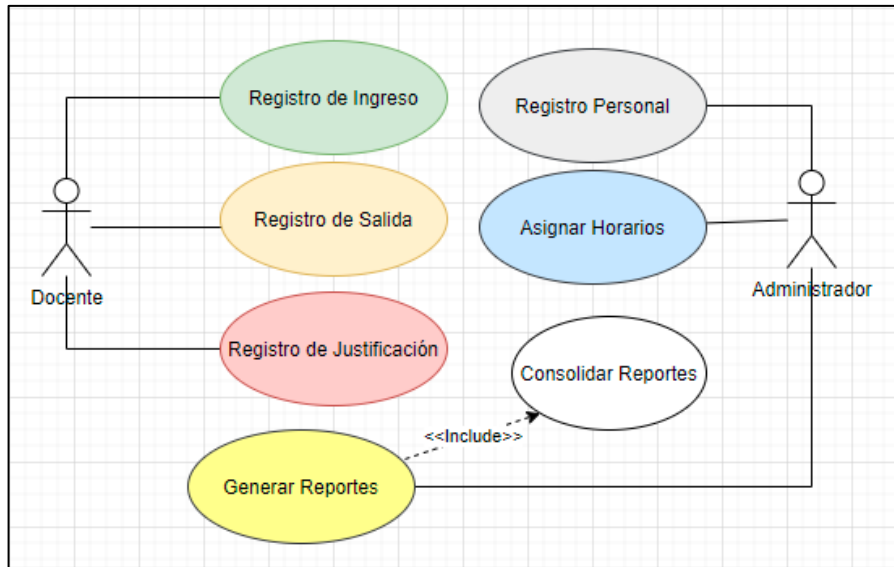 Registro de Ingreso
Registro Personal
Registro de Salida
Asignar Horarios
Docente
Administrador
Registro de Justificación
Consolidar Reportes
<<Include>>
Generar Reportes